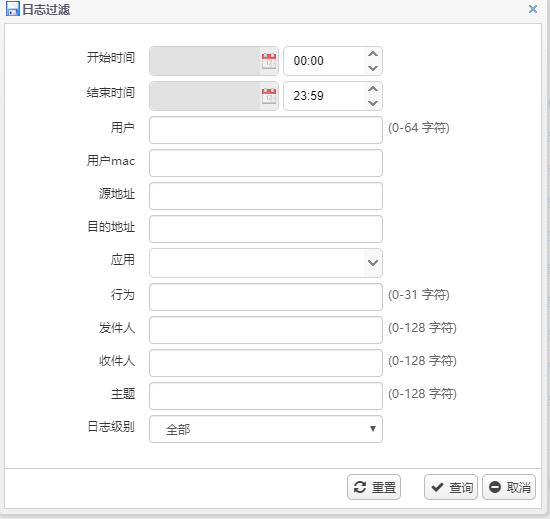 日志过滤
开始时间 00:00
结束时间 23:59
用户 (0-64 字符)
用户mac
源地址
目的地址
应用
行为 (0-31 字符)
发件人 (0-128 字符)
收件人 (0-128 字符)
主题 (0-128 字符)
日志级别 全部
重置 查询 取消